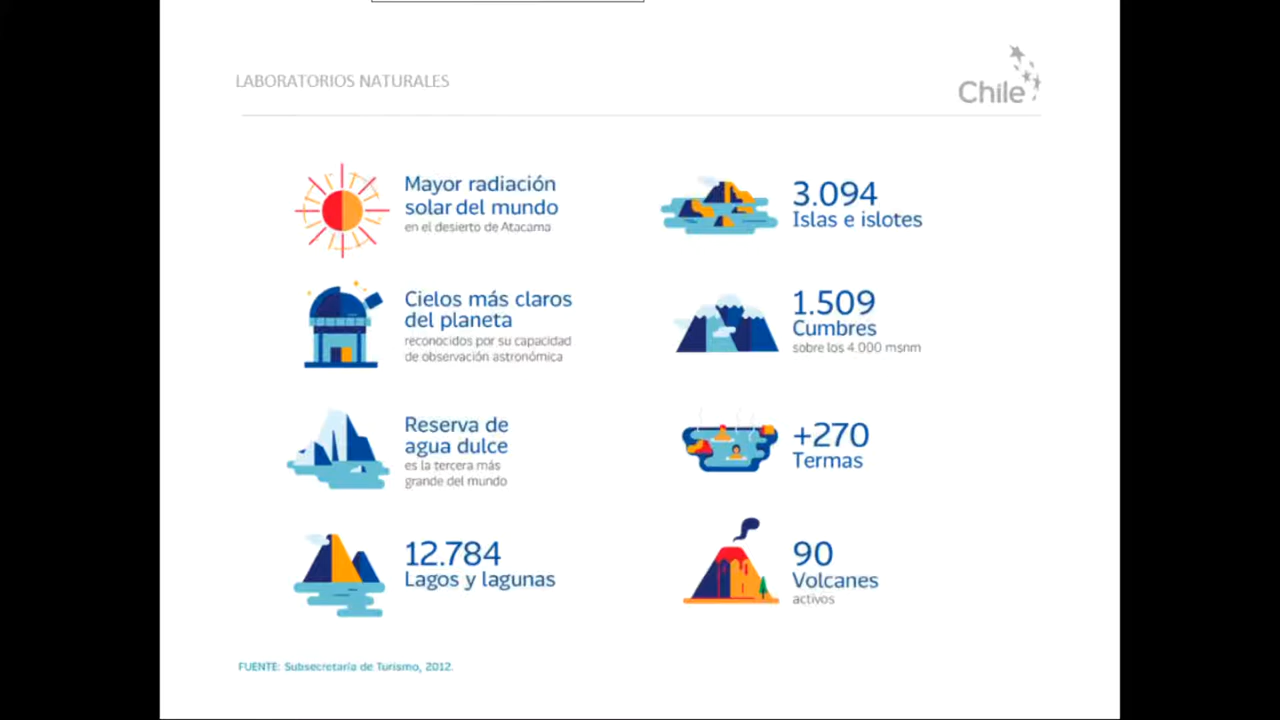 LABORATORIOS NATURALES
Chile
Mayor radiación
solar del mundo
en el desierto de Atacama
Cielos más claros
del planeta
reconocidos por su capacidad
de observación astronómica
Reserva de
agua dulce
es la tercera más
grande del mundo
12.784
Lagos y lagunas
3.094
Islas e islotes
1.509
Cumbres
sobre los 4.000 msnm
+270
Termas
90
Volcanes
activos
FUENTE: Subsecretaría de Turismo, 2012.